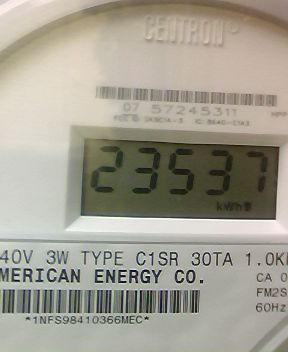 CENTRON®
07 57245311
23537
kWh
40V 3W TYPE C1SR 30TA 1.0K
MERICAN ENERGY CO. CA 0
FM2S
60Hz
*1NFS98410366MEC*